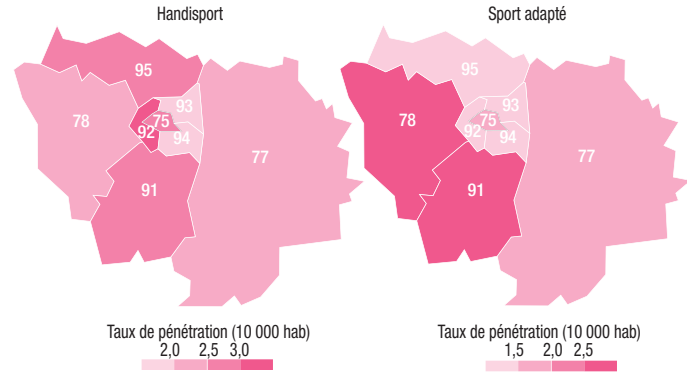 Handisport
95
93
78
75
92
94
77
91
Taux de pénétration (10 000 hab)
2,0 2,5 3,0
Sport adapté
95
93
78
75
92
94
77
91
Taux de pénétration (10 000 hab)
1,5 2,0 2,5